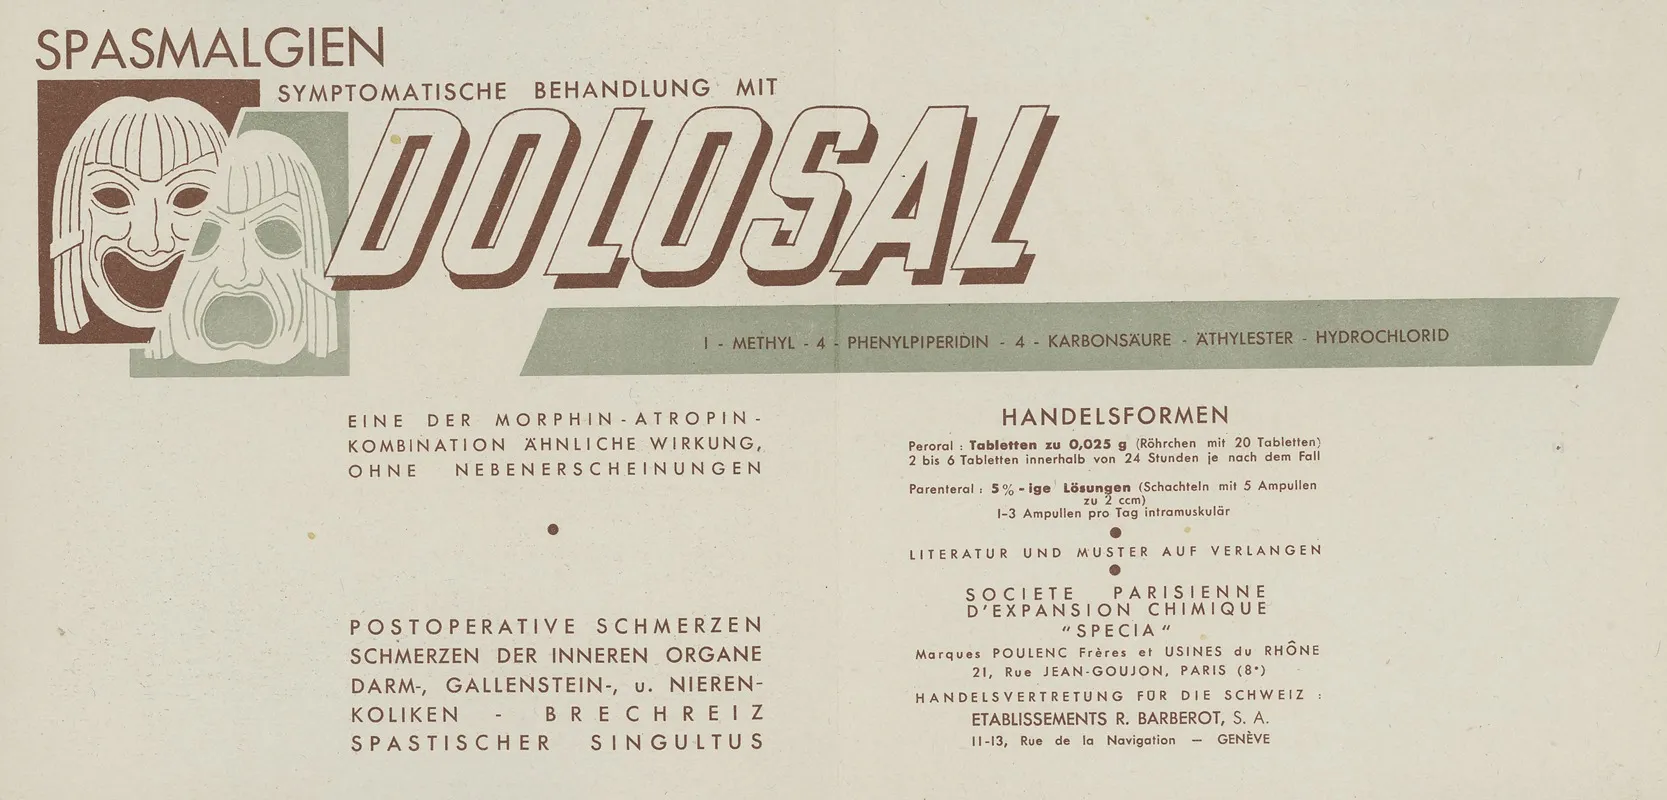 SPASMALGIEN
SYMPTOMATISCHE BEHANDLUNG MIT
DOLOSAL
1 - METHYL - 4 - PHENYLPIPERIDIN - 4 - KARBONSÄURE - ÄTHYLESTER - HYDROCHLORID
EINE DER MORPHIN-ATROPIN-
KOMBINATION ÄHNLICHE WIRKUNG,
OHNE NEBENERSCHEINUNGEN
POSTOPERATIVE SCHMERZEN
SCHMERZEN DER INNEREN ORGANE
DARM-, GALLENSTEIN-, u. NIEREN-
KOLIKEN - BRECHREIZ
SPASTISCHER SINGULTUS
HANDELSFORMEN
Peroral : Tabletten zu 0,025 g (Röhrchen mit 20 Tabletten)
2 bis 6 Tabletten innerhalb von 24 Stunden je nach dem Fall
Parenteral : 5%-ige Lösungen (Schachteln mit 5 Ampullen
zu 2 ccm)
1-3 Ampullen pro Tag intramuskulär
LITERATUR UND MUSTER AUF VERLANGEN
SOCIETE PARISIENNE
D'EXPANSION CHIMIQUE
"SPECIA"
Marques POULENC Frères et USINES du RHÔNE
21, Rue JEAN-GOUJON, PARIS (8e)
HANDELSVERTRETUNG FÜR DIE SCHWEIZ :
ETABLISSEMENTS R. BARBEROT, S. A.
11-13, Rue de la Navigation — GENÈVE